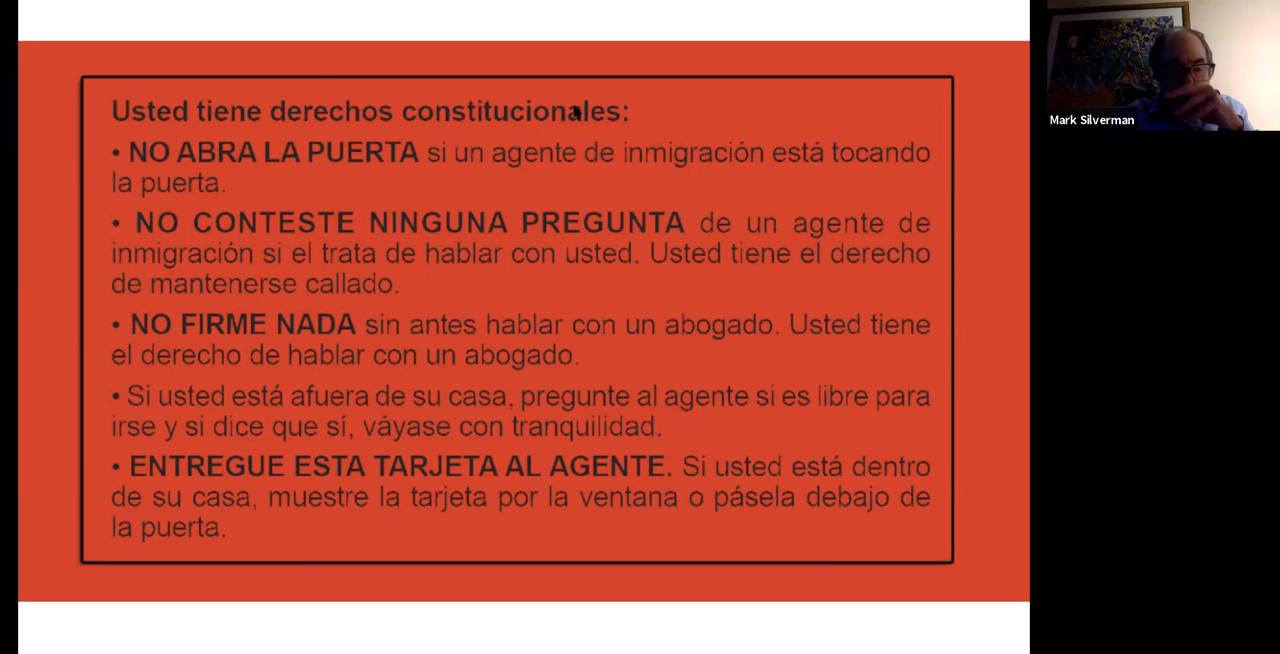 Usted tiene derechos constitucionales:
• NO ABRA LA PUERTA si un agente de inmigración está tocando
la puerta.
• NO CONTESTE NINGUNA PREGUNTA de un agente de
inmigración si el trata de hablar con usted. Usted tiene el derecho
de mantenerse callado.
• NO FIRME NADA sin antes hablar con un abogado. Usted tiene
el derecho de hablar con un abogado.
• Si usted está afuera de su casa, pregunte al agente si es libre para
irse y si dice que sí, váyase con tranquilidad.
• ENTREGUE ESTA TARJETA AL AGENTE. Si usted está dentro
de su casa, muestre la tarjeta por la ventana o pásela debajo de
la puerta.
Mark Silverman